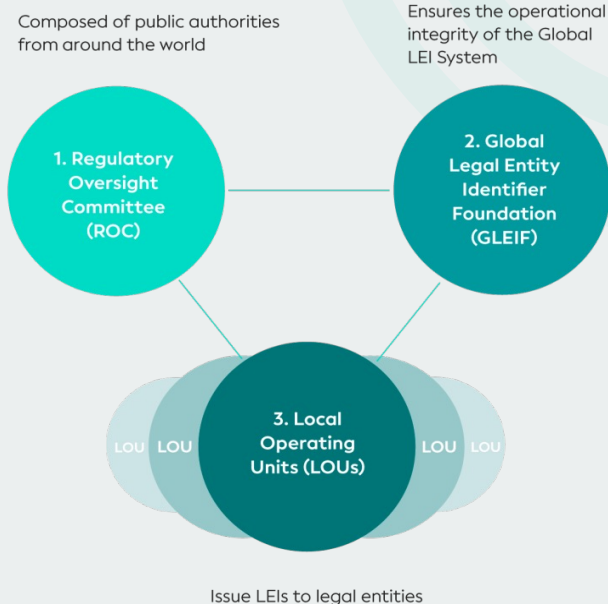 Composed of public authorities
from around the world
Ensures the operational
integrity of the Global
LEI System
1. Regulatory
Oversight
Committee
(ROC)
2. Global
Legal Entity
Identifier
Foundation
(GLEIF)
3. Local
Operating
Units (LOUs)
LOU
LOU
LOU
LOU
Issue LEIs to legal entities